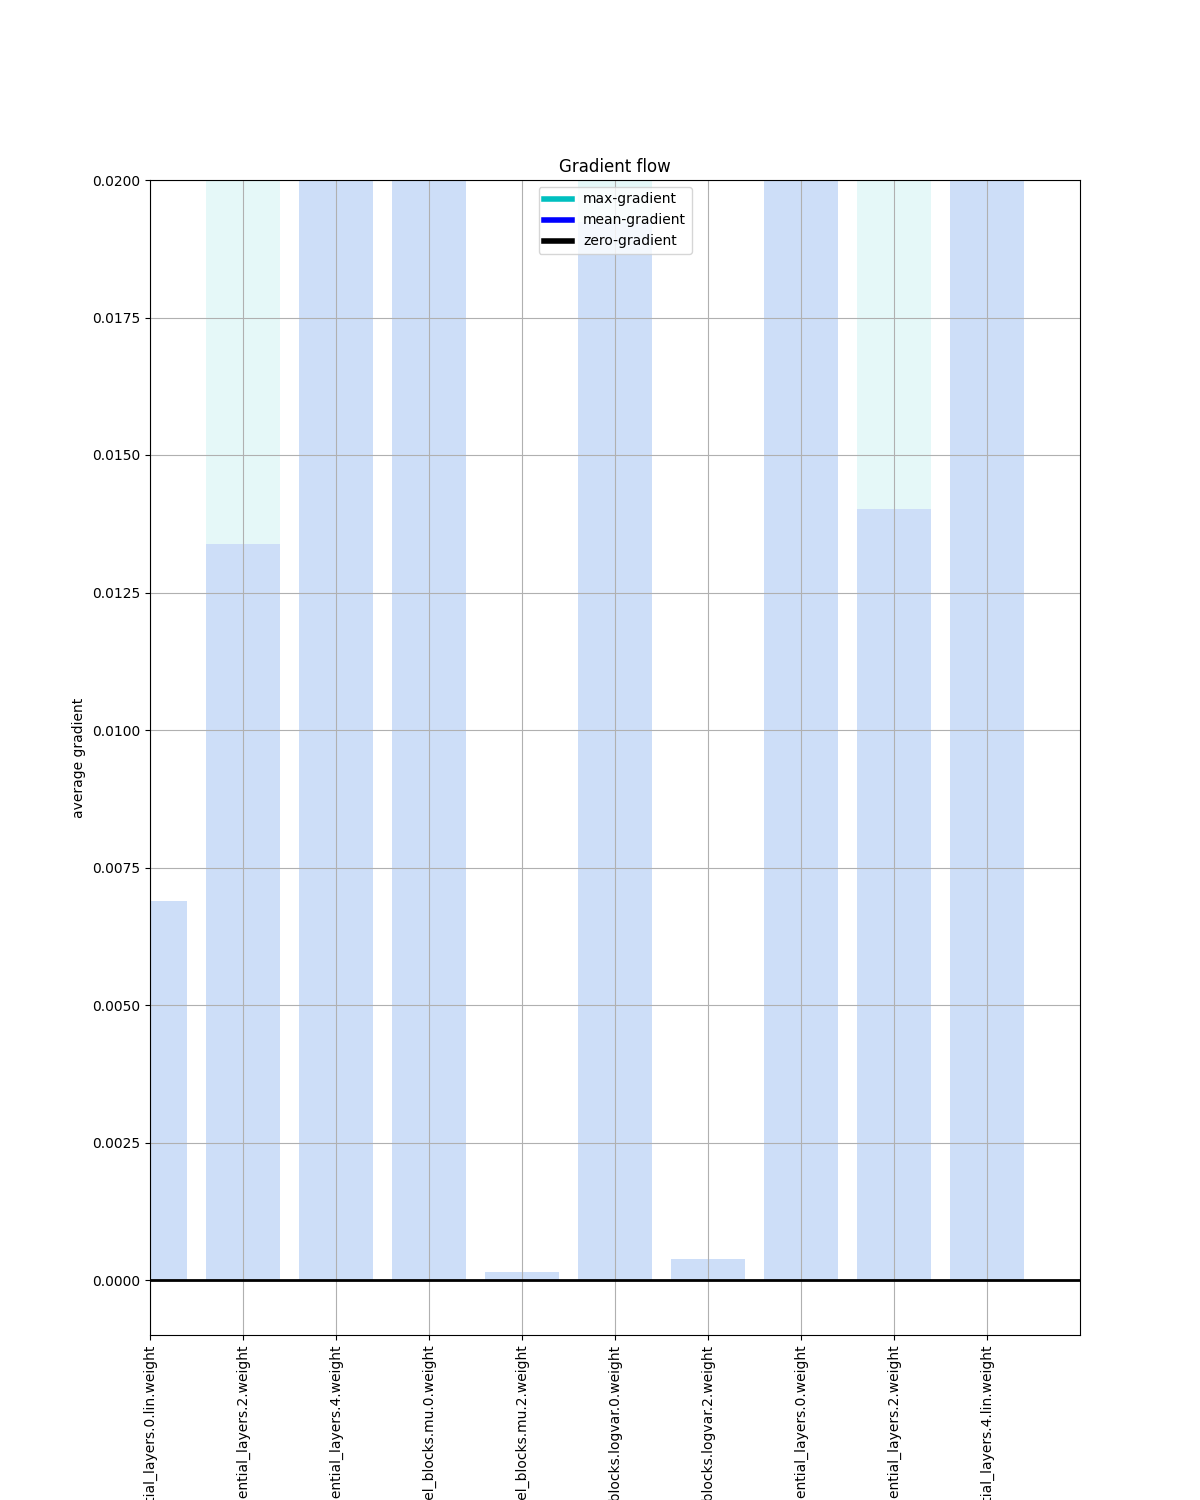 Gradient flow
max-gradient
mean-gradient
zero-gradient
0.0200
0.0175
0.0150
0.0125
0.0100
0.0075
0.0050
0.0025
0.0000
average gradient
tial_layers.0.lin.weight
ential_layers.2.weight
ential_layers.4.weight
el_blocks.mu.0.weight
el_blocks.mu.2.weight
blocks.logvar.0.weight
blocks.logvar.2.weight
ential_layers.0.weight
ential_layers.2.weight
tial_layers.4.lin.weight